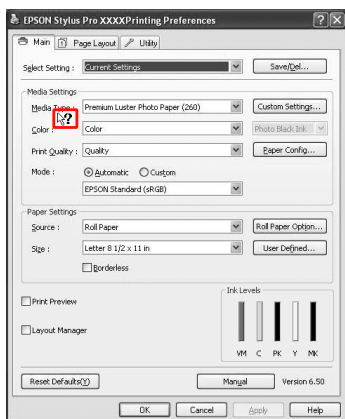 EPSON Stylus Pro XXXXPrinting Preferences ? X
Main Page Layout Utility
Select Setting : Current Settings Save/Del...
Media Settings
Media Type : Premium Luster Photo Paper (260) Custom Settings...
?
Color : Color Photo Black Ink
Print Quality : Quality Paper Config...
Mode : Automatic Custom
EPSON Standard (sRGB)
Paper Settings
Source : Roll Paper Roll Paper Option...
Size : Letter 8 1/2 x 11 in User Defined...
Borderless
Print Preview
Layout Manager
Ink Levels
VM C PK Y MK
Reset Defaults(Y) Manual Version 6.50
OK Cancel Apply Help